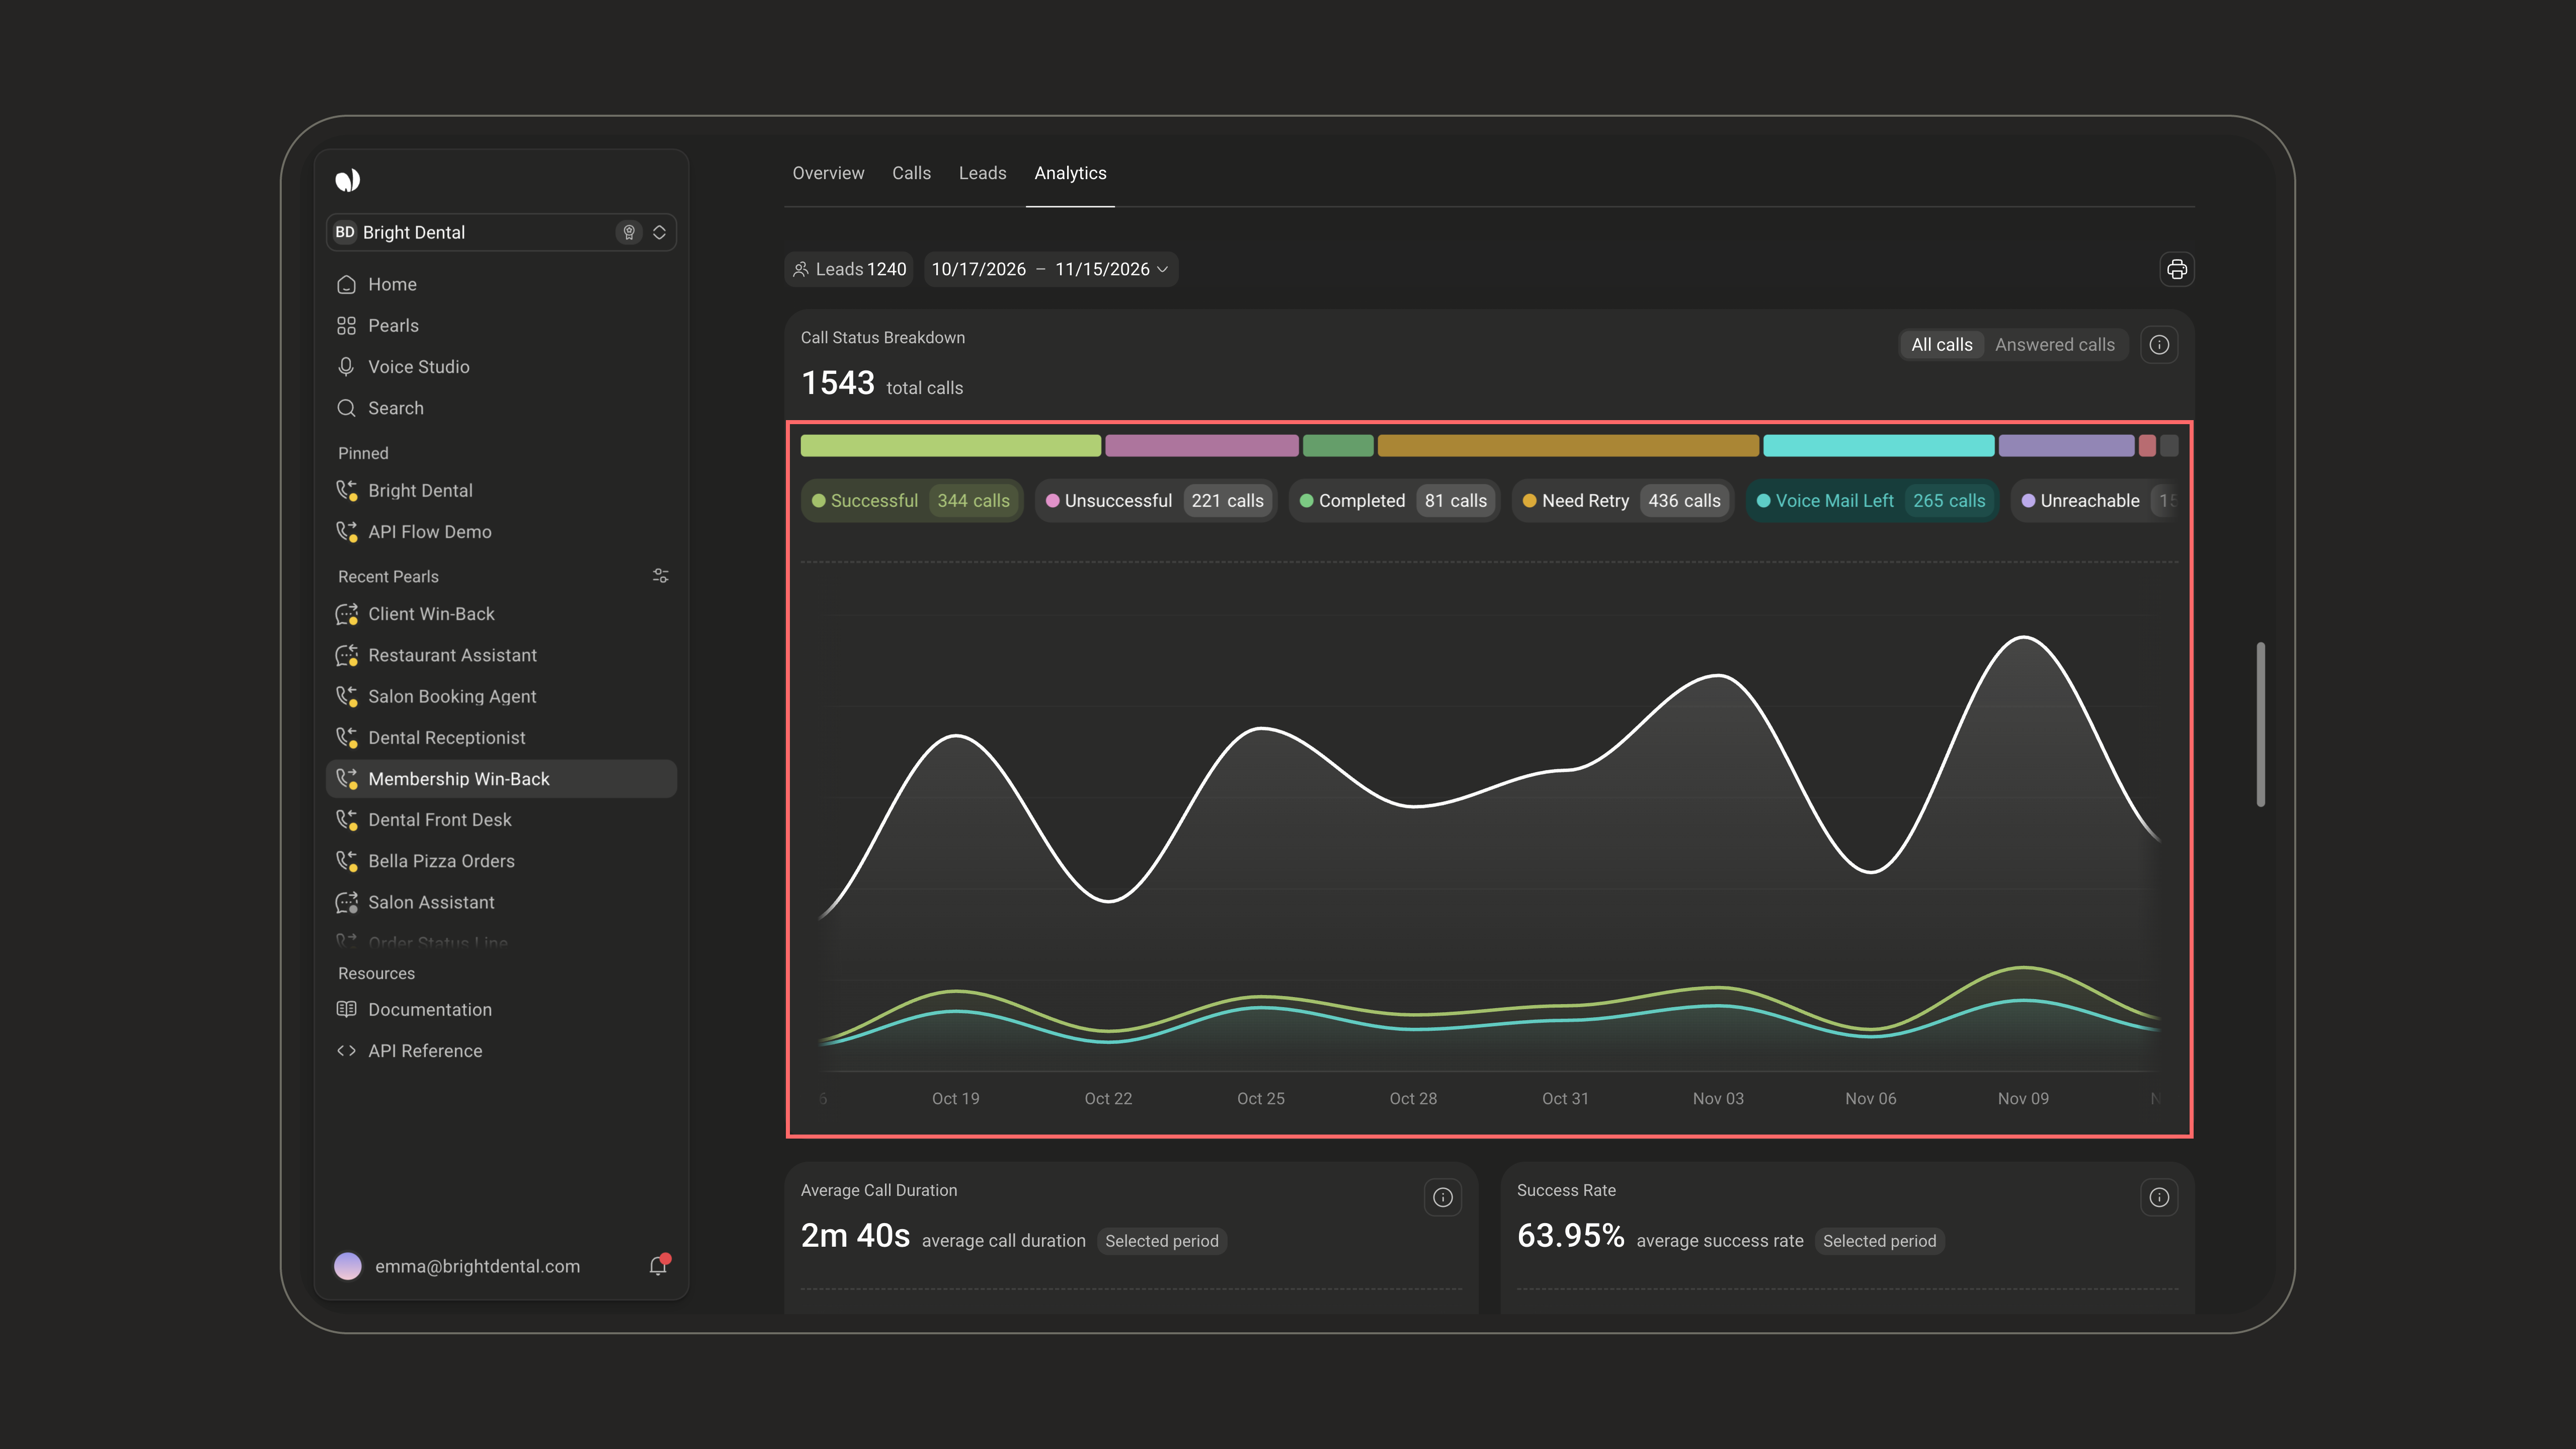 BD Bright Dental
Home
Pearls
Voice Studio
Search
Pinned
Bright Dental
API Flow Demo
Recent Pearls
Client Win-Back
Restaurant Assistant
Salon Booking Agent
Dental Receptionist
Membership Win-Back
Dental Front Desk
Bella Pizza Orders
Salon Assistant
Order Status Line
Resources
Documentation
API Reference
emma@brightdental.com
Overview Calls Leads Analytics
Leads 1240 10/17/2026 – 11/15/2026
Call Status Breakdown
All calls Answered calls
1543 total calls
Successful 344 calls Unsuccessful 221 calls Completed 81 calls Need Retry 436 calls Voice Mail Left 265 calls Unreachable
Oct 19 Oct 22 Oct 25 Oct 28 Oct 31 Nov 03 Nov 06 Nov 09
Average Call Duration
2m 40s average call duration Selected period
Success Rate
63.95% average success rate Selected period